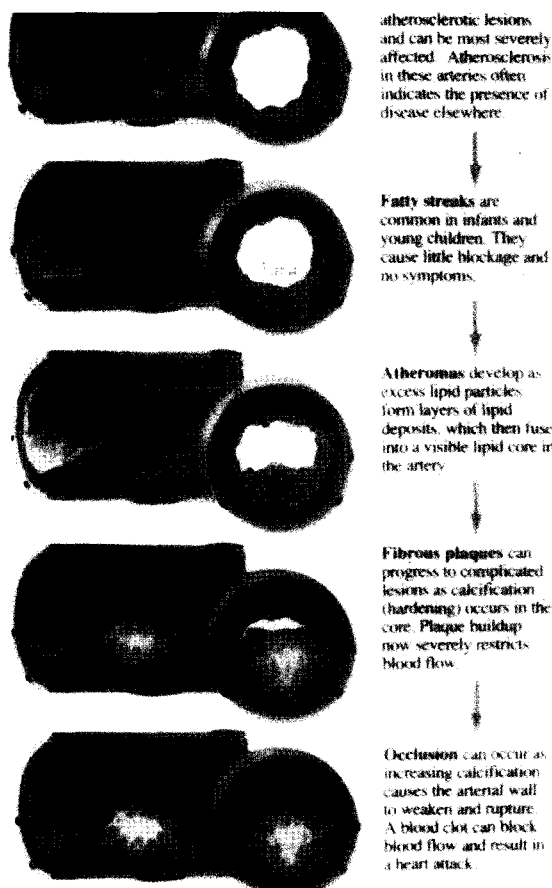 atherosclerotic lesions
and can be most severely
affected. Atherosclerosis
in these arteries often
indicates the presence of
disease elsewhere.
Fatty streaks are
common in infants and
young children. They
cause little blockage and
no symptoms.
Atheromas develop as
excess lipid particles
form layers of lipid
deposits, which then fuse
into a visible lipid core in
the artery.
Fibrous plaques can
progress to complicated
lesions as calcification
(hardening) occurs in the
core. Plaque buildup
now severely restricts
blood flow.
Occlusion can occur as
increasing calcification
causes the arterial wall
to weaken and rupture.
A blood clot can block
blood flow and result in
a heart attack.